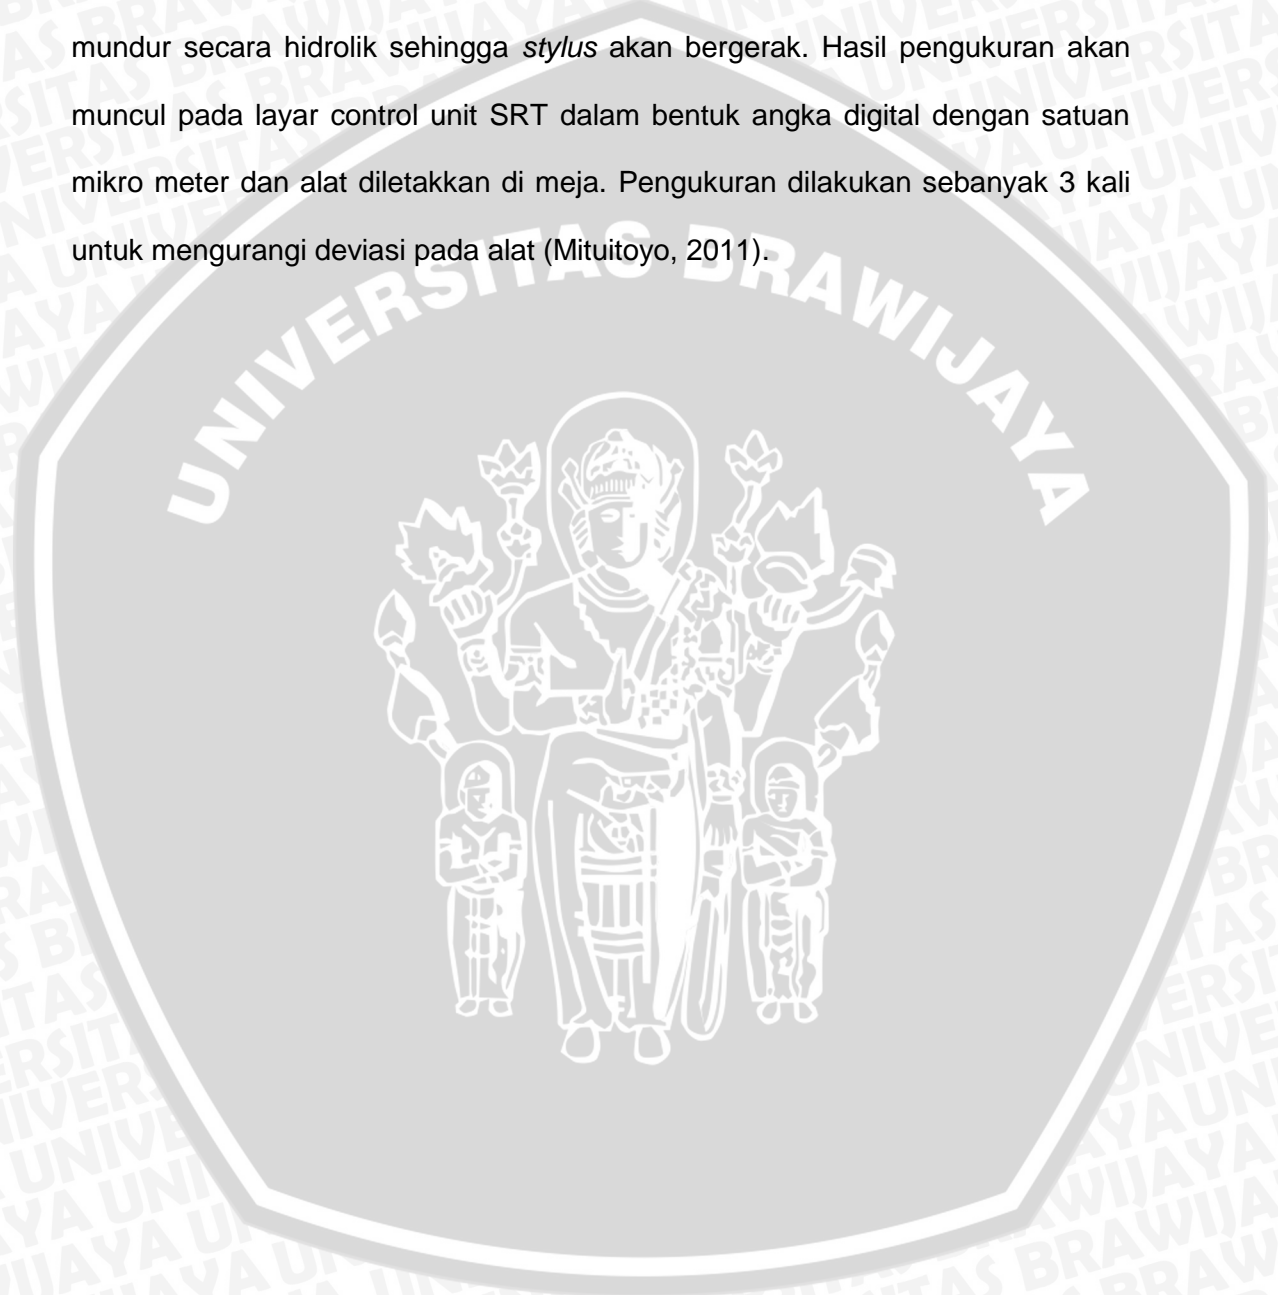 mundur secara hidrolik sehingga stylus akan bergerak. Hasil pengukuran akan
muncul pada layar control unit SRT dalam bentuk angka digital dengan satuan
mikro meter dan alat diletakkan di meja. Pengukuran dilakukan sebanyak 3 kali
untuk mengurangi deviasi pada alat (Mituitoyo, 2011).
UNIVERSITAS BRAWIJAYA